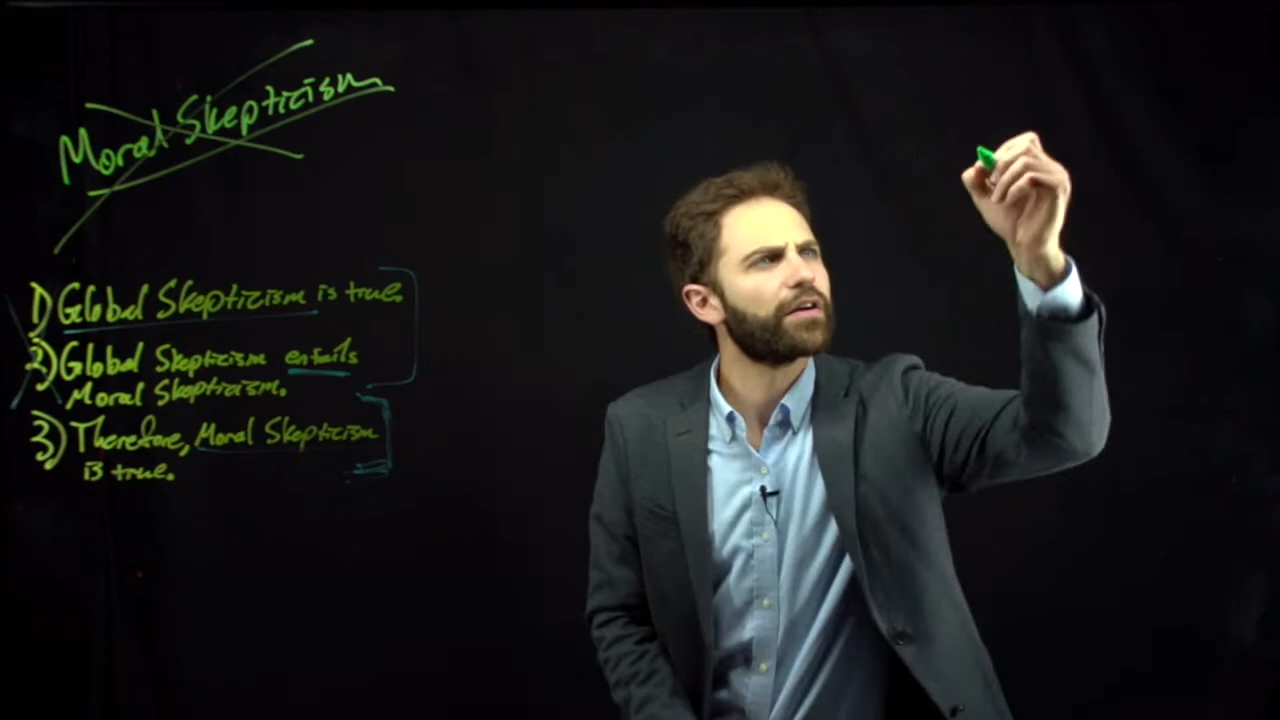 Moral Skepticism
1) Global Skepticism is true.
2) Global Skepticism entails
Moral Skepticism.
3) Therefore, Moral Skepticism
is true.